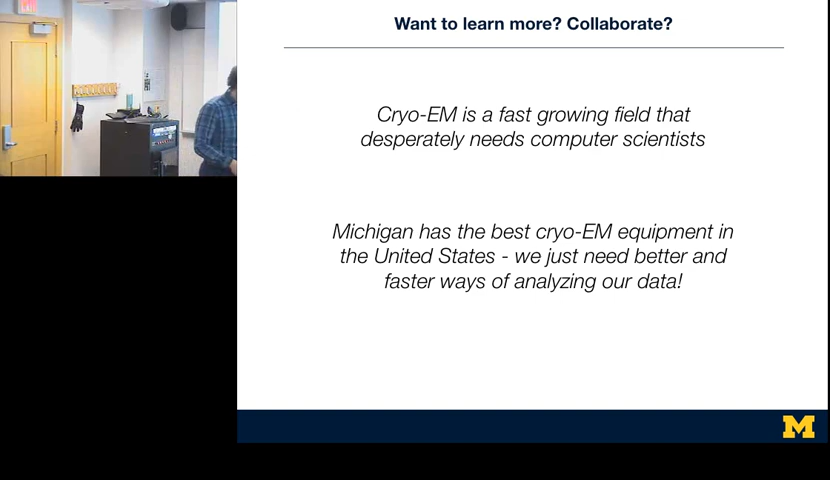 Want to learn more? Collaborate?
Cryo-EM is a fast growing field that
desperately needs computer scientists
Michigan has the best cryo-EM equipment in
the United States - we just need better and
faster ways of analyzing our data!
M